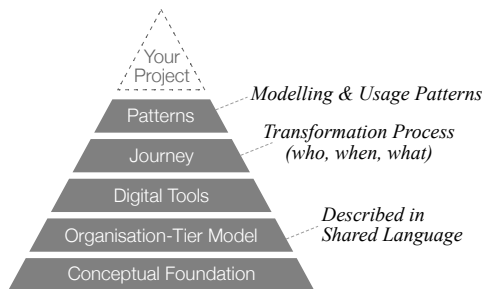 Your
Project
Modelling & Usage Patterns
Patterns
Transformation Process
(who, when, what)
Journey
Digital Tools
Described in
Shared Language
Organisation-Tier Model
Conceptual Foundation